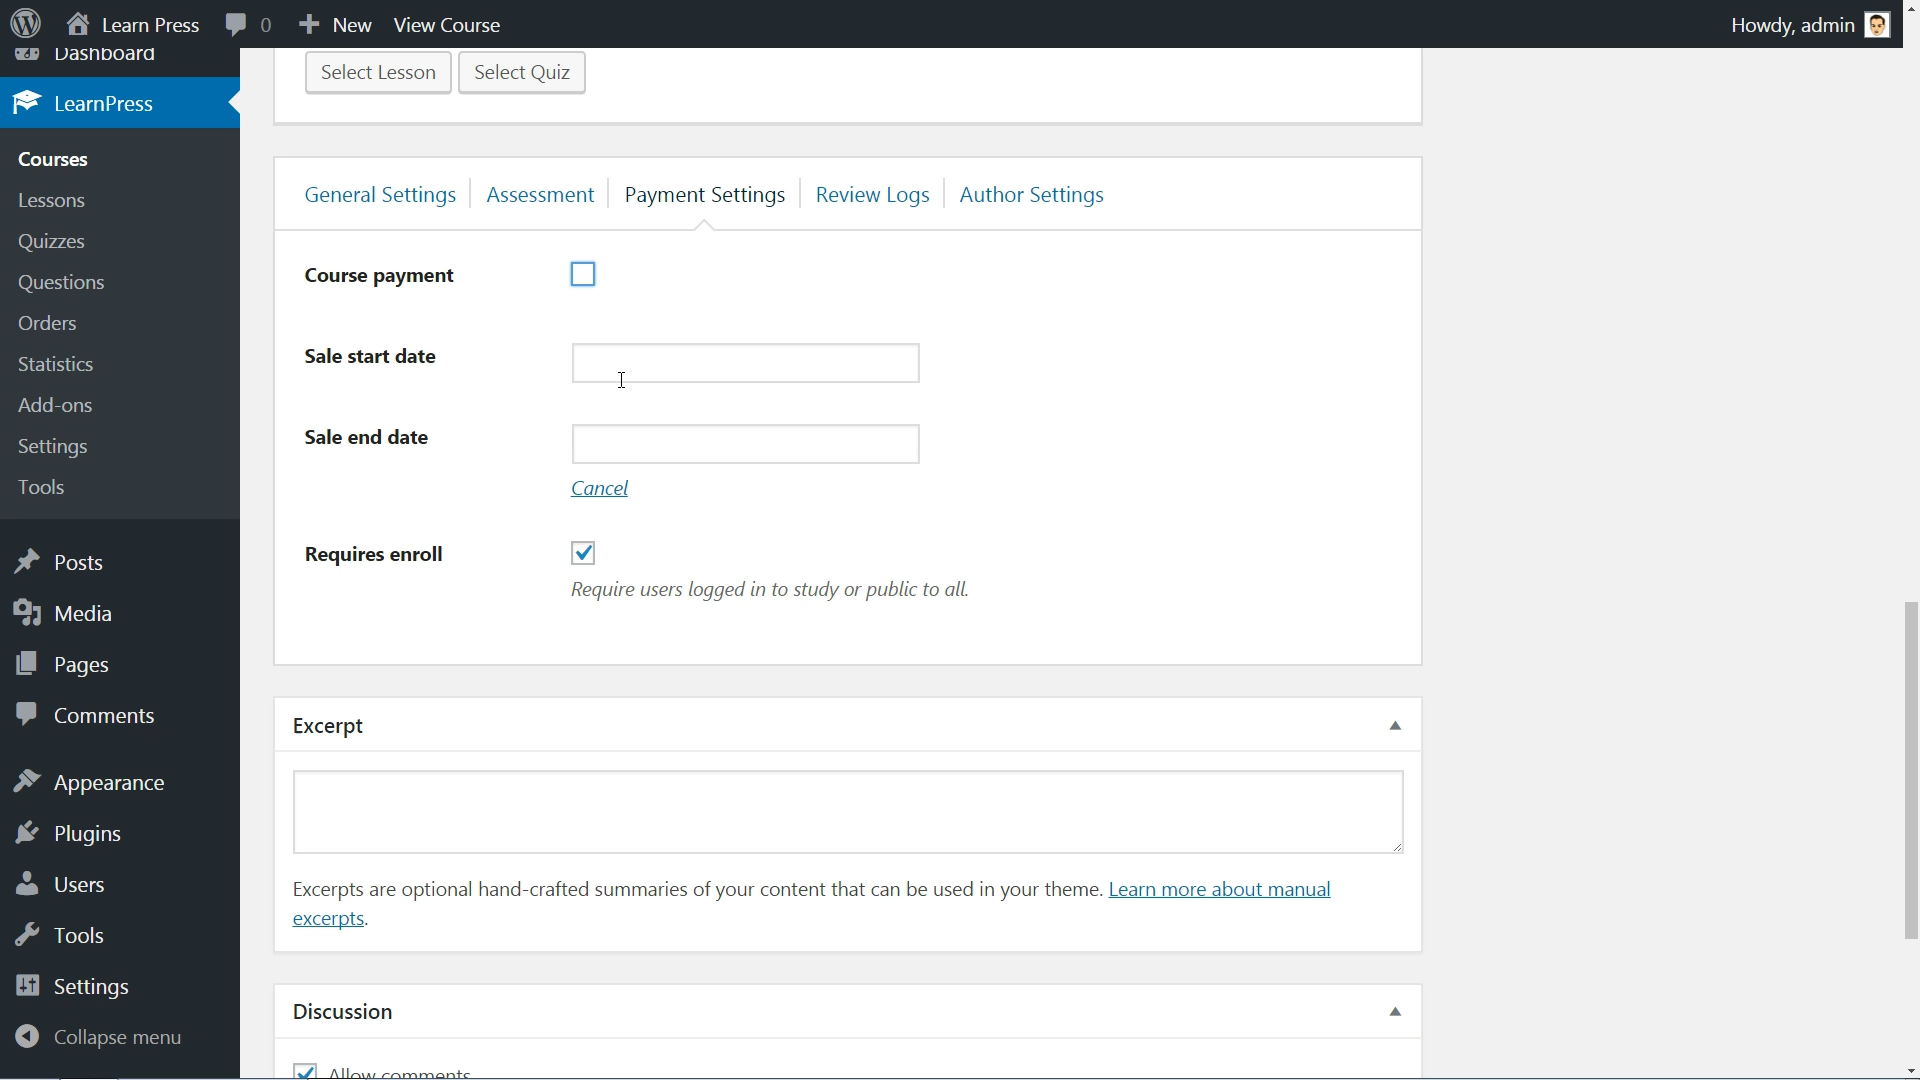 Learn Press 0 New View Course Howdy, admin
Dashboard
LearnPress
Courses
Lessons
Quizzes
Questions
Orders
Statistics
Add-ons
Settings
Tools
Posts
Media
Pages
Comments
Appearance
Plugins
Users
Tools
Settings
Collapse menu
Select Lesson Select Quiz
General Settings Assessment Payment Settings Review Logs Author Settings
Course payment
Sale start date
Sale end date
Cancel
Requires enroll
Require users logged in to study or public to all.
Excerpt
Excerpts are optional hand-crafted summaries of your content that can be used in your theme. Learn more about manual
excerpts.
Discussion
Allow comments